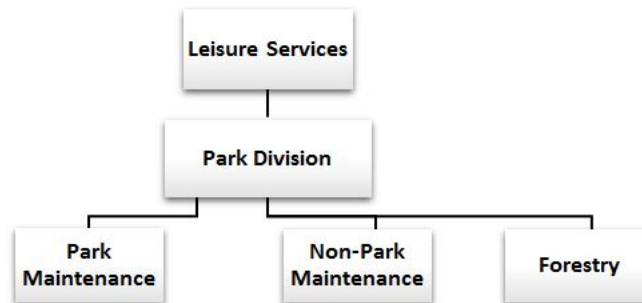 Leisure Services
Park Division
Park
Maintenance
Non-Park
Maintenance
Forestry